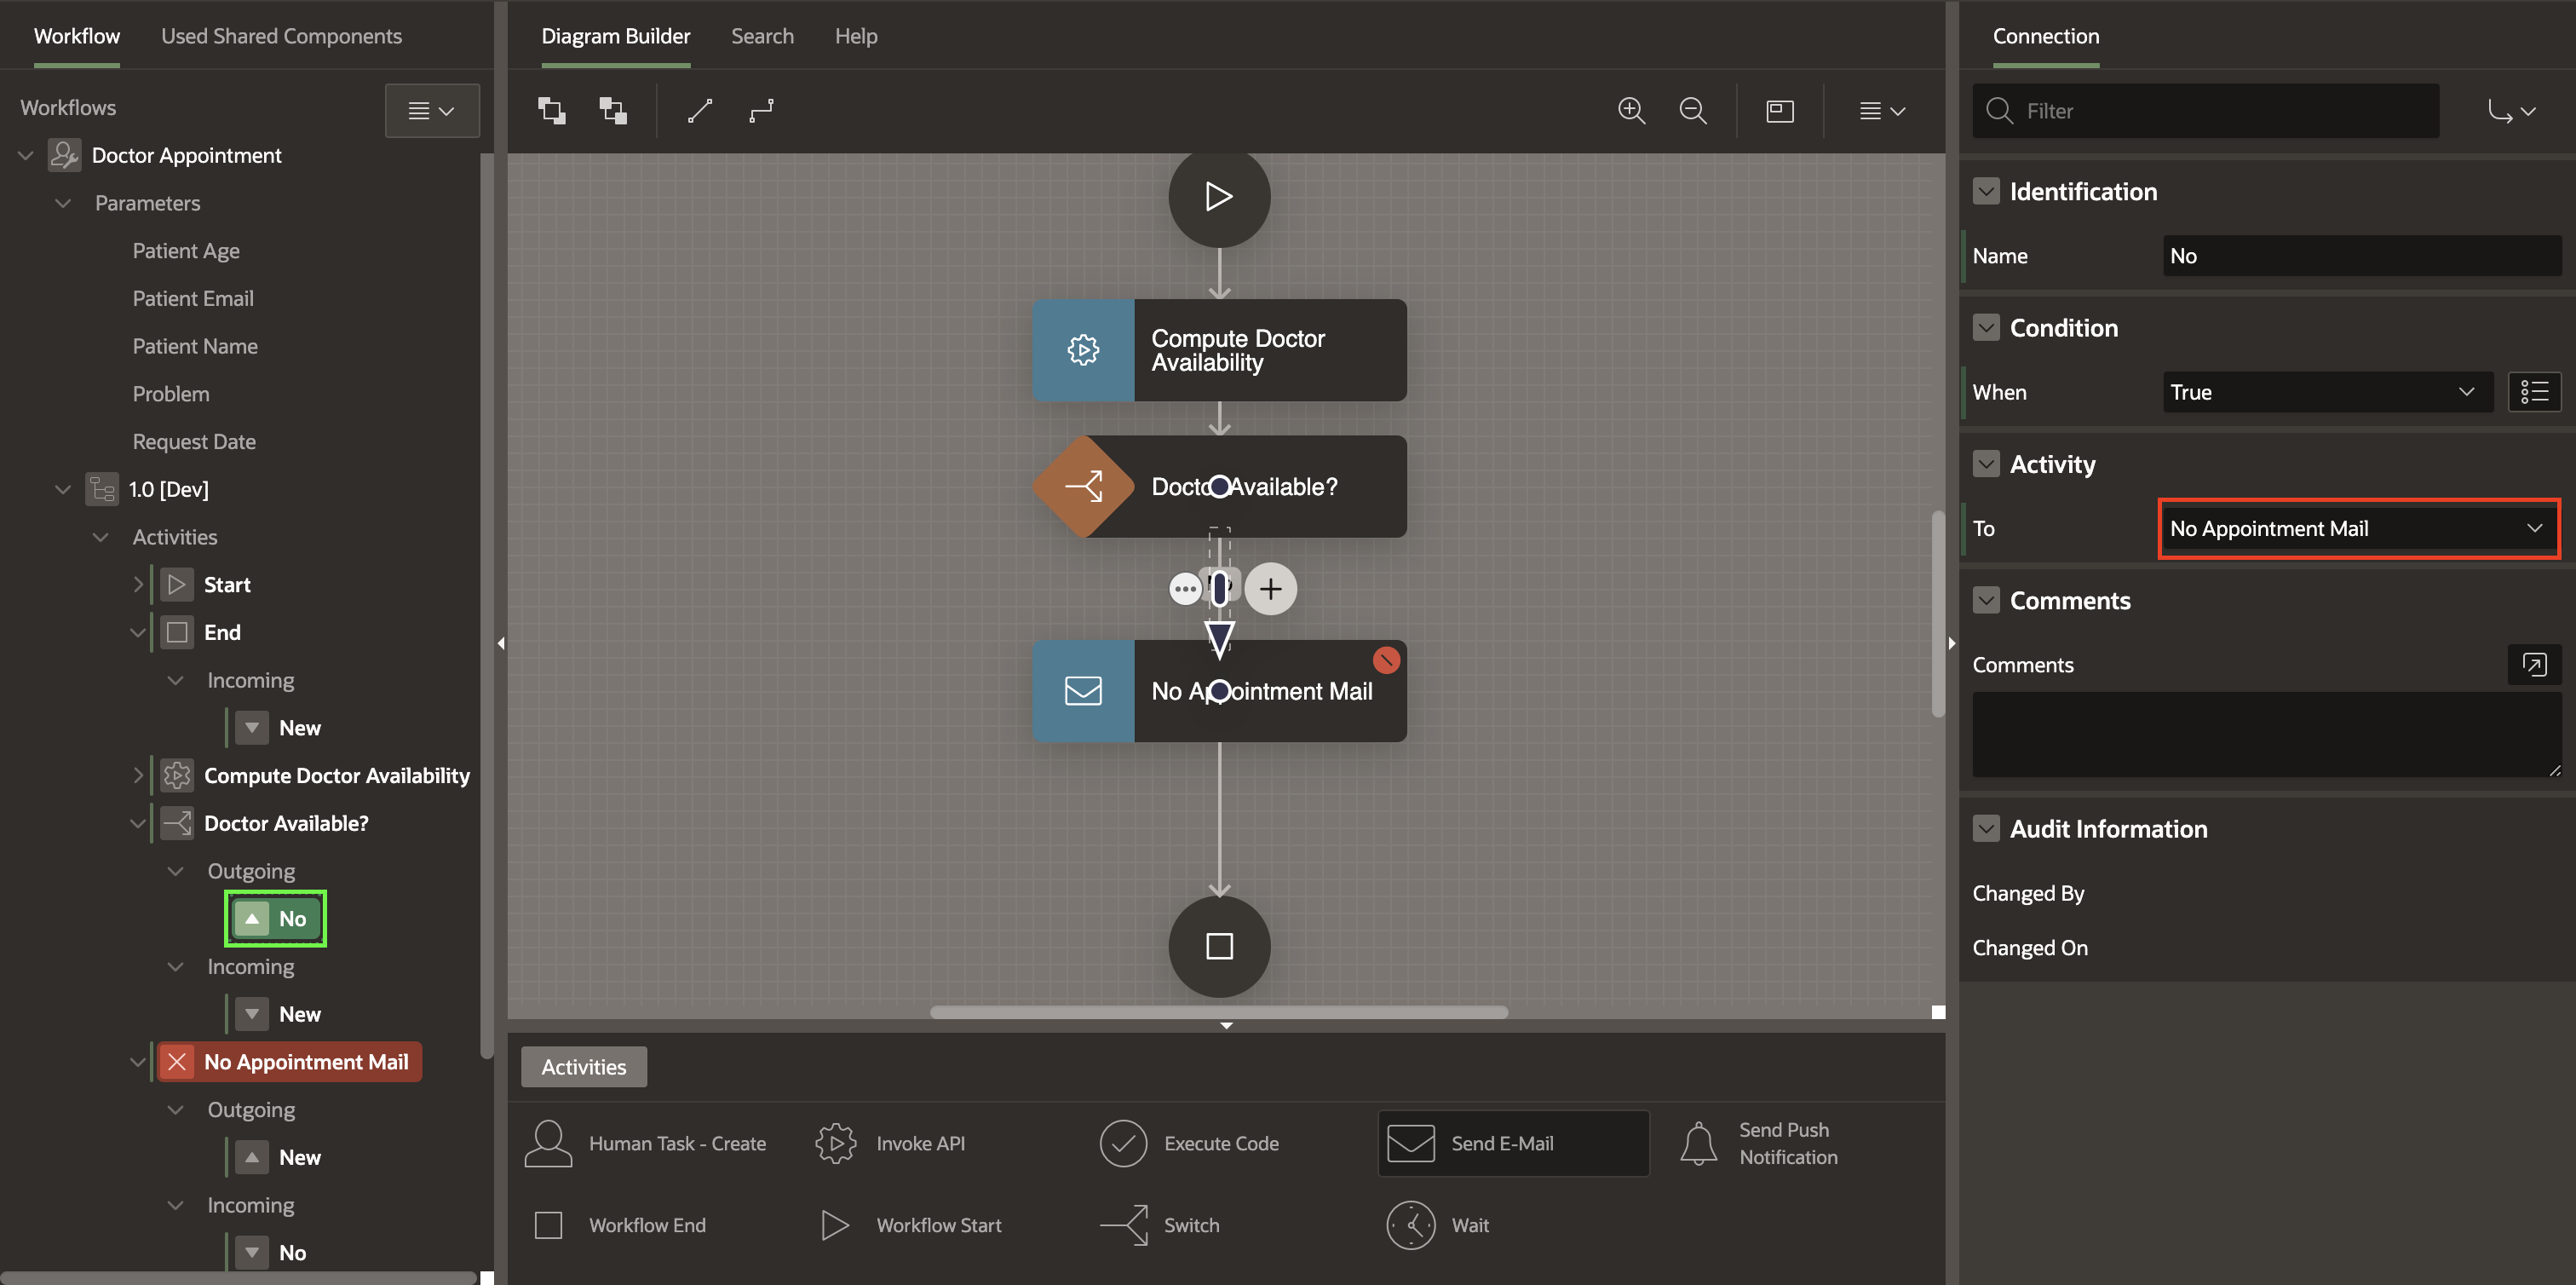 Workflow
Used Shared Components
Workflows
Doctor Appointment
Parameters
Patient Age
Patient Email
Patient Name
Problem
Request Date
1.0 [Dev]
Activities
Start
End
Incoming
New
Compute Doctor Availability
Doctor Available?
Outgoing
No
Incoming
New
No Appointment Mail
Outgoing
New
Incoming
No
Diagram Builder
Search
Help
Compute Doctor
Availability
Doctor Available?
No Appointment Mail
Activities
Human Task - Create
Invoke API
Execute Code
Send E-Mail
Send Push
Notification
Workflow End
Workflow Start
Switch
Wait
Connection
Filter
Identification
Name
No
Condition
When
True
Activity
To
No Appointment Mail
Comments
Comments
Audit Information
Changed By
Changed On